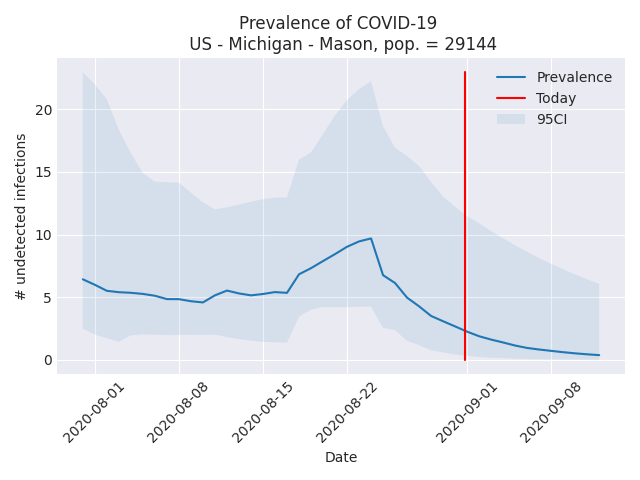 Prevalence of COVID-19
US - Michigan - Mason, pop. = 29144
Prevalence
Today
95CI
# undetected infections
20
15
10
5
0
2020-08-01
2020-08-08
2020-08-15
2020-08-22
2020-09-01
2020-09-08
Date